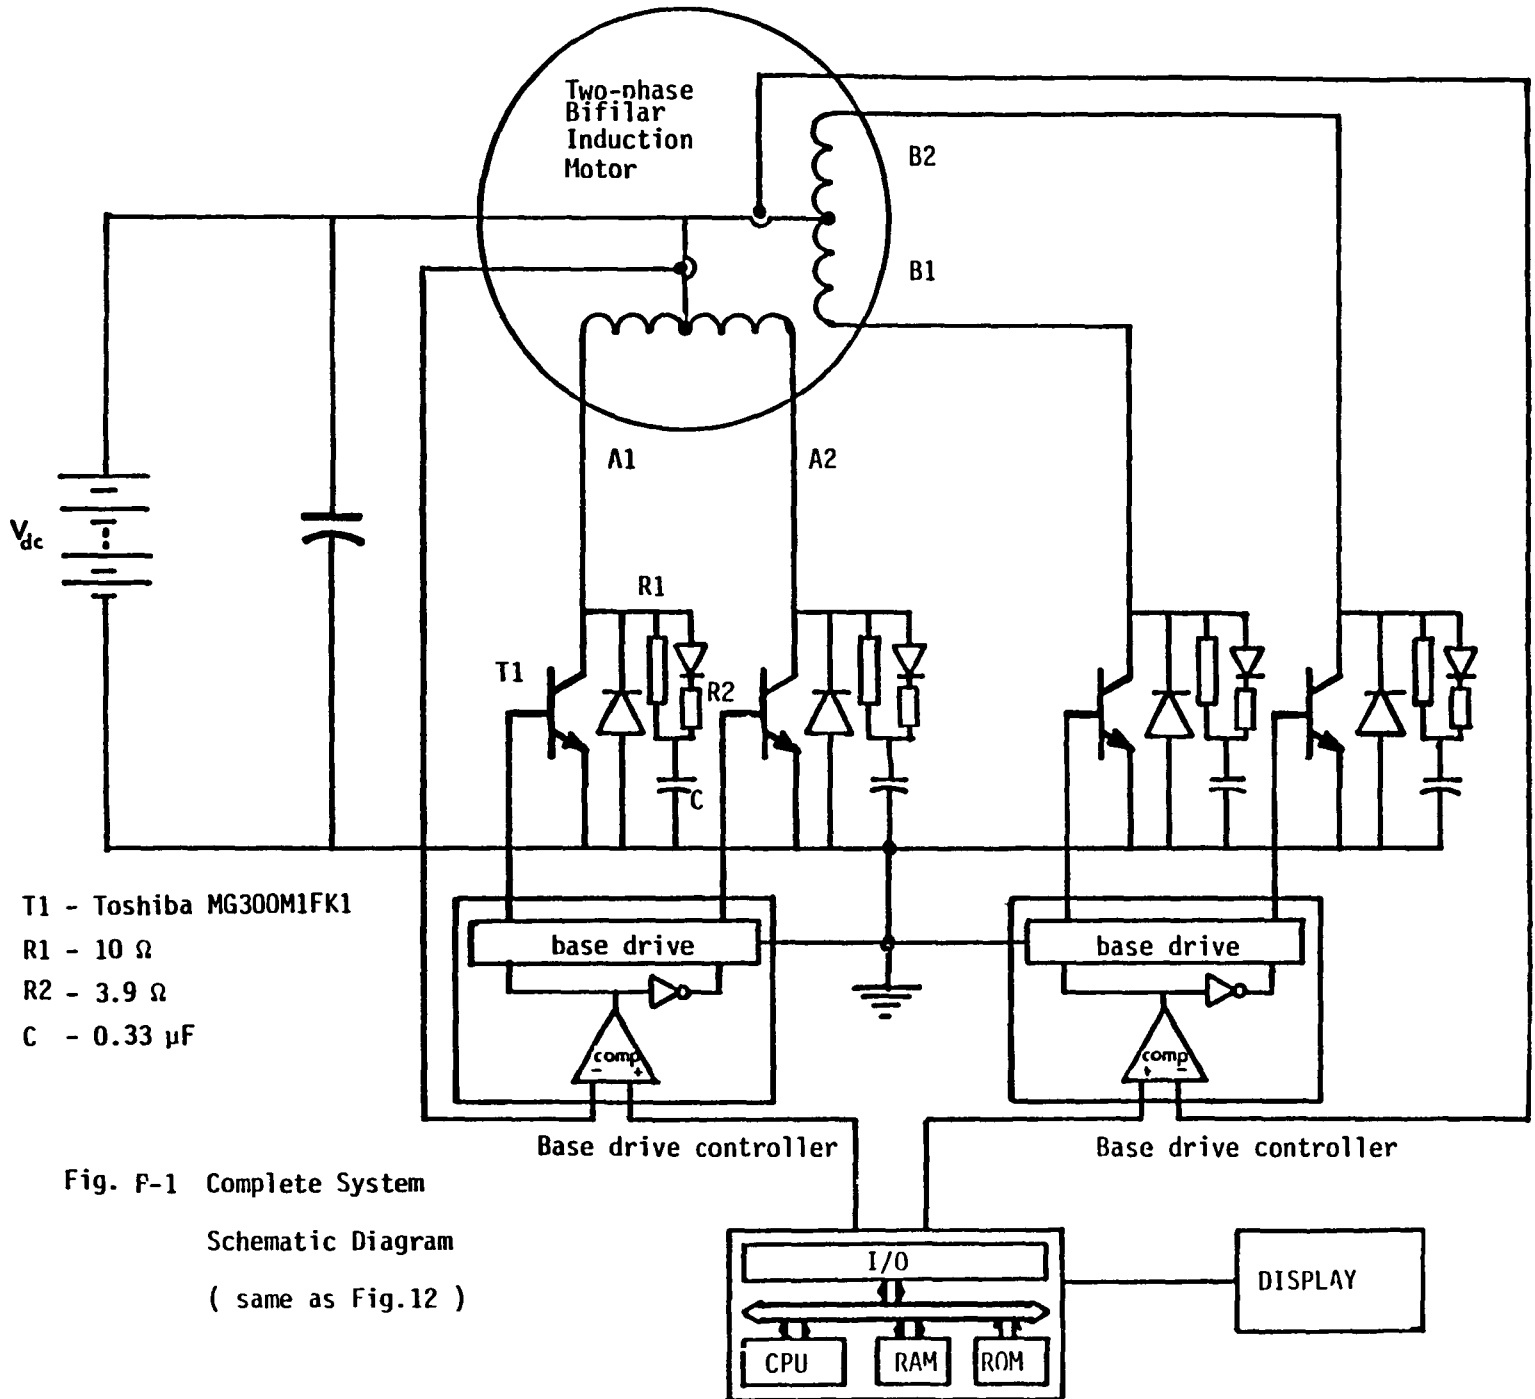 Two-phase
Bifilar
Induction
Motor
B2
B1
A1
A2
Vdc
R1
T1
R2
C
T1 - Toshiba MG300M1FK1
R1 - 10 Ω
R2 - 3.9 Ω
C - 0.33 μF
base drive
base drive
comp
- +
comp
+ -
Base drive controller
Base drive controller
Fig. F-1 Complete System
Schematic Diagram
( same as Fig.12 )
I/O
CPU
RAM
ROM
DISPLAY